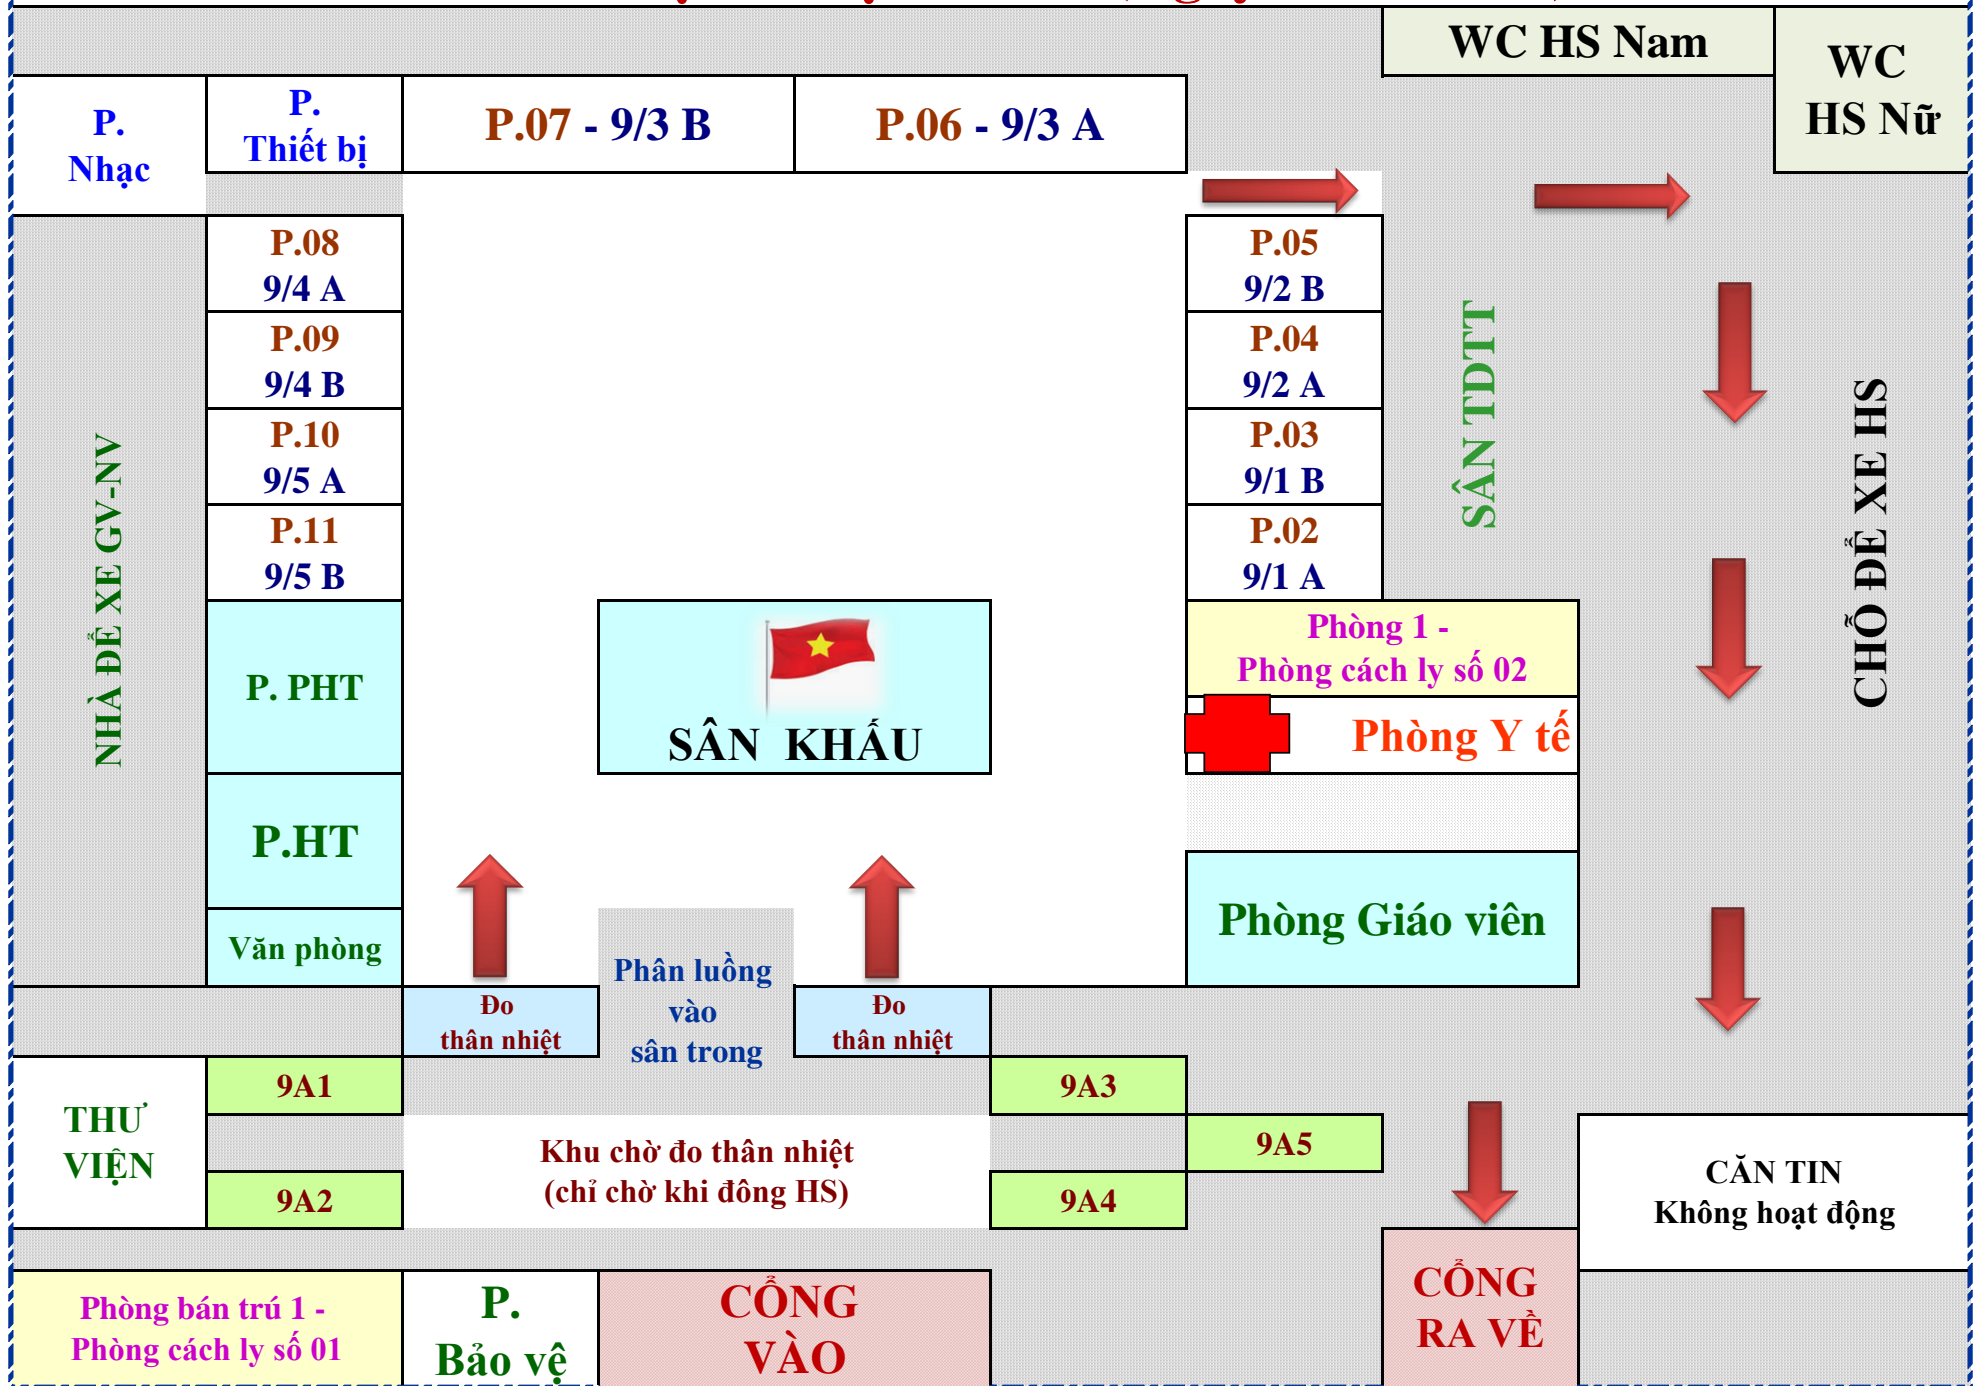 WC HS Nam
WC
HS Nữ
P.
Nhạc
P.
Thiết bị
P.07 - 9/3 B
P.06 - 9/3 A
P.08
9/4 A
P.09
9/4 B
P.10
9/5 A
P.11
9/5 B
P.05
9/2 B
P.04
9/2 A
P.03
9/1 B
P.02
9/1 A
SÂN TDTT
CHỖ ĐỂ XE HS
NHÀ ĐỂ XE GV-NV
P. PHT
SÂN KHẤU
Phòng 1 -
Phòng cách ly số 02
Phòng Y tế
P.HT
Phòng Giáo viên
Văn phòng
Phân luồng
vào
sân trong
Đo
thân nhiệt
Đo
thân nhiệt
THƯ
VIỆN
9A1
9A3
9A5
9A2
9A4
Khu chờ đo thân nhiệt
(chỉ chờ khi đông HS)
CĂN TIN
Không hoạt động
Phòng bán trú 1 -
Phòng cách ly số 01
P.
Bảo vệ
CỔNG
VÀO
CỔNG
RA VỀ